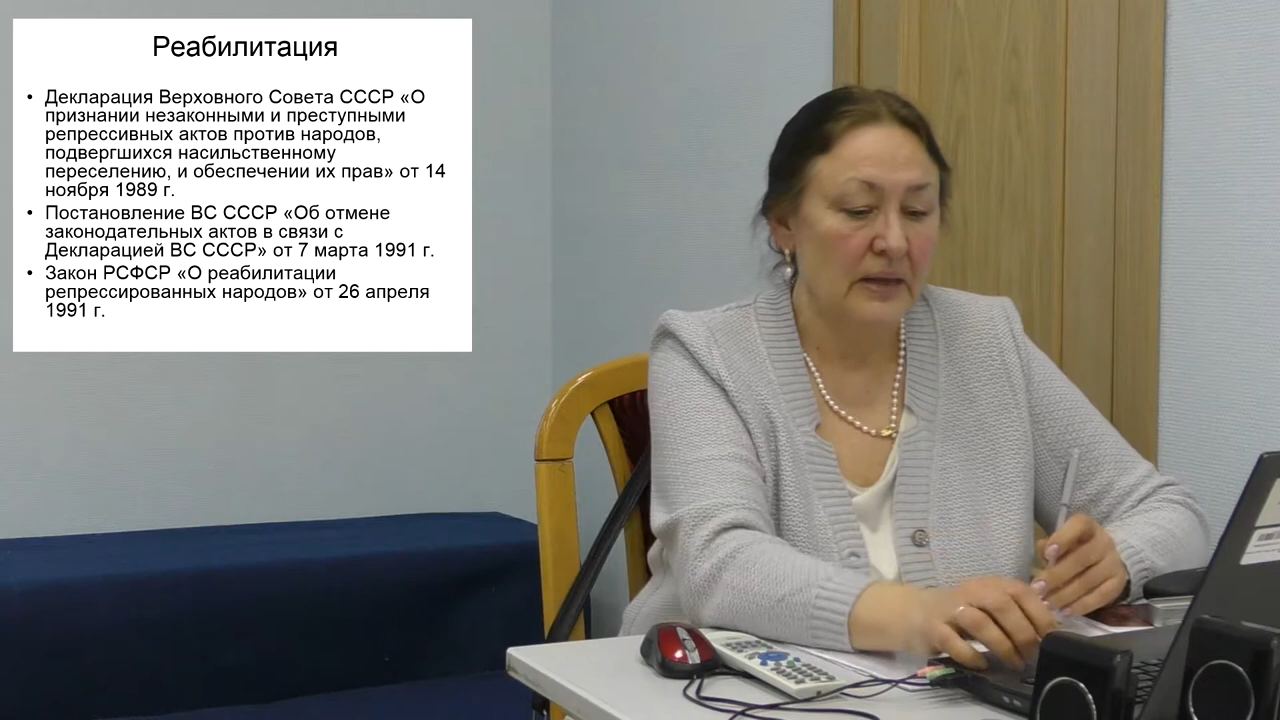 Реабилитация
• Декларация Верховного Совета СССР «О
признании незаконными и преступными
репрессивных актов против народов,
подвергшихся насильственному
переселению, и обеспечении их прав» от 14
ноября 1989 г.
• Постановление ВС СССР «Об отмене
законодательных актов в связи с
Декларацией ВС СССР» от 7 марта 1991 г.
• Закон РСФСР «О реабилитации
репрессированных народов» от 26 апреля
1991 г.